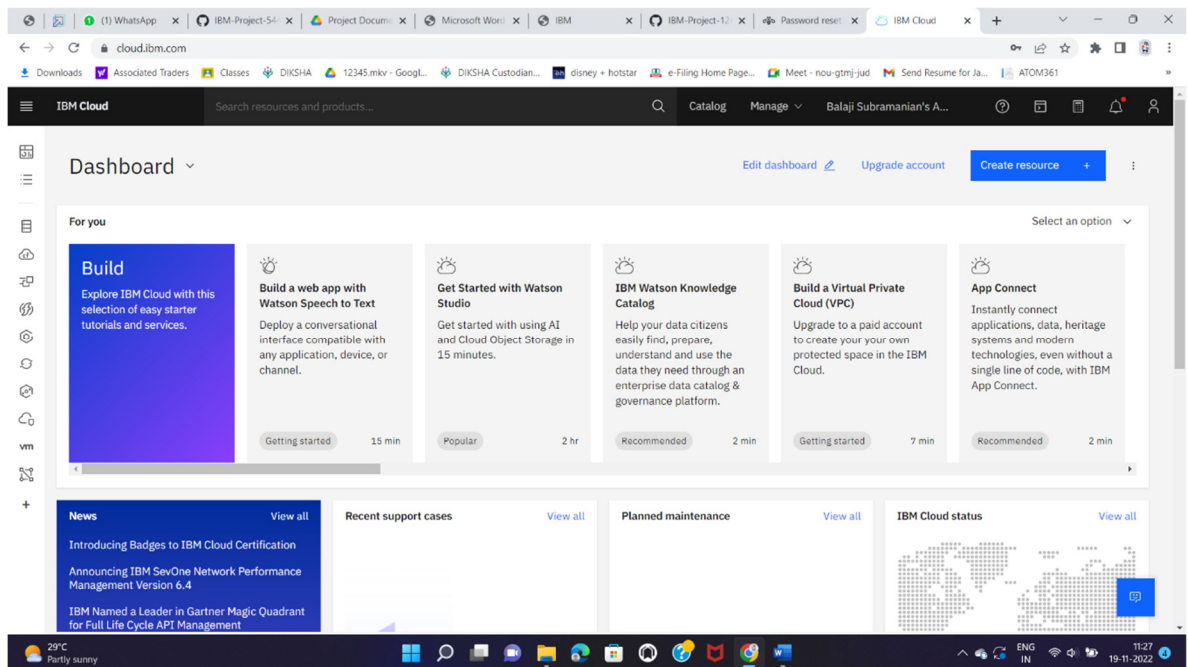 (1) WhatsApp
IBM-Project-54
Project Docume
Microsoft Word
IBM
IBM-Project-12
Password reset
IBM Cloud
cloud.ibm.com
Downloads
Associated Traders
Classes
DIKSHA
12345.mkv - Googl...
DIKSHA Custodian...
disney + hotstar
e-Filing Home Page...
Meet - nou-gtmj-jud
Send Resume for Ja...
ATOM361
IBM Cloud
Search resources and products...
Catalog
Manage
Balaji Subramanian's A...
Dashboard
Edit dashboard
Upgrade account
Create resource +
For you
Select an option
Build
Explore IBM Cloud with this
selection of easy starter
tutorials and services.
Build a web app with
Watson Speech to Text
Deploy a conversational
interface compatible with
any application, device, or
channel.
Getting started 15 min
Get Started with Watson
Studio
Get started with using AI
and Cloud Object Storage in
15 minutes.
Popular 2 hr
IBM Watson Knowledge
Catalog
Help your data citizens
easily find, prepare,
understand and use the
data they need through an
enterprise data catalog &
governance platform.
Recommended 2 min
Build a Virtual Private
Cloud (VPC)
Upgrade to a paid account
to create your your own
protected space in the IBM
Cloud.
Getting started 7 min
App Connect
Instantly connect
applications, data, heritage
systems and modern
technologies, even without a
single line of code, with IBM
App Connect.
Recommended 2 min
vm
News View all
Introducing Badges to IBM Cloud Certification
Announcing IBM SevOne Network Performance
Management Version 6.4
IBM Named a Leader in Gartner Magic Quadrant
for Full Life Cycle API Management
Recent support cases View all
Planned maintenance View all
IBM Cloud status View all
29°C
Partly sunny
ENG
IN
11:27
19-11-2022